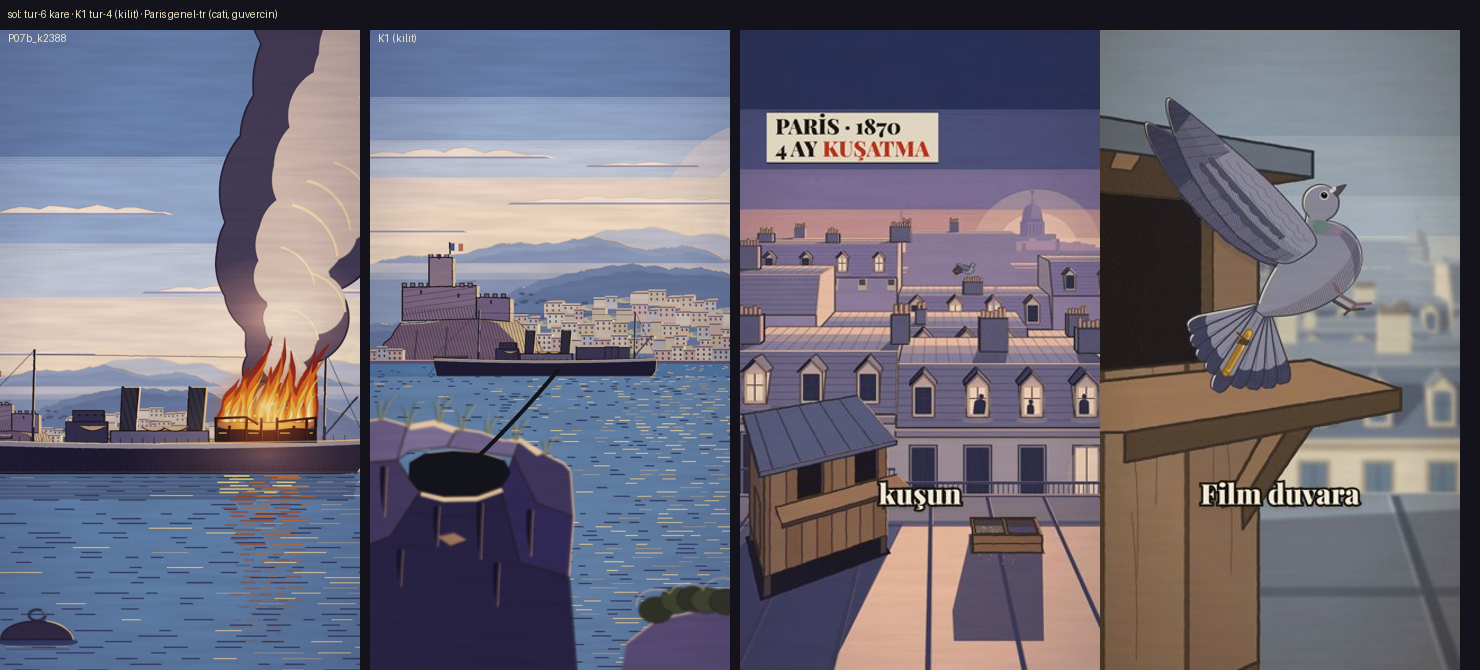 sol: tur-6 kare · K1 tur-4 (kilit) · Paris genel-tr (cati, guvercin)
P07b_k2388
K1 (kilit)
PARİS · 1870
4 AY KUŞATMA
kuşun
Film duvara